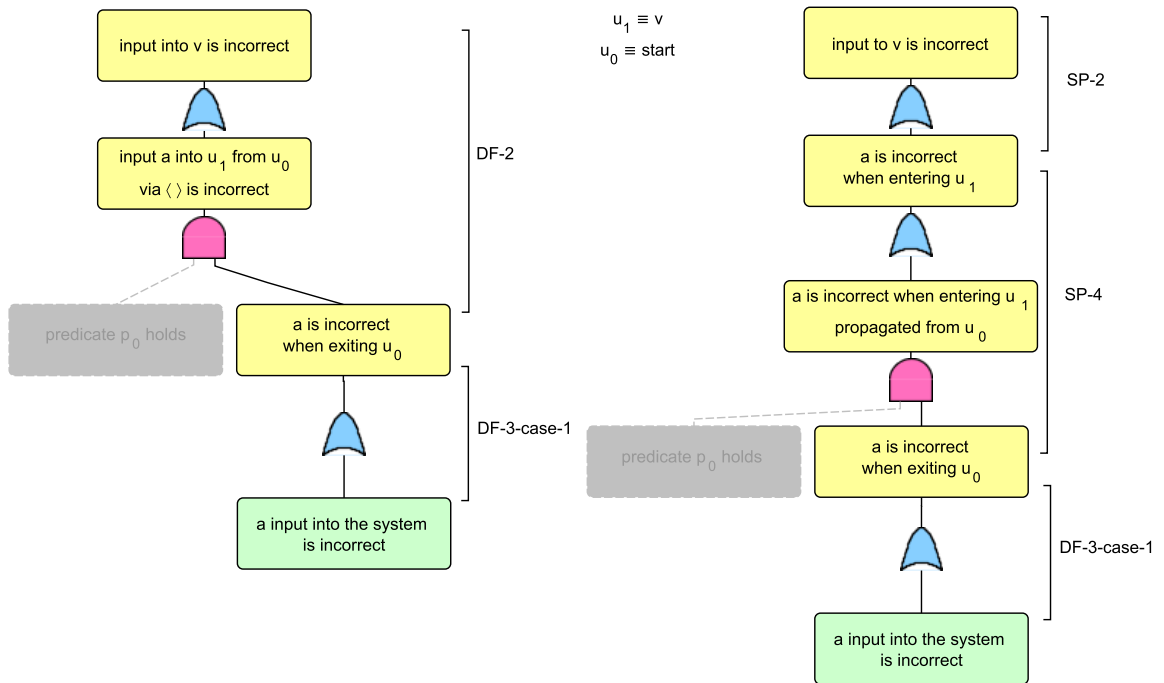 input into v is incorrect
input a into u₁ from u₀
via ⟨ ⟩ is incorrect
DF-2
predicate p₀ holds
a is incorrect
when exiting u₀
DF-3-case-1
a input into the system
is incorrect
u₁ ≡ v
u₀ ≡ start
input to v is incorrect
SP-2
a is incorrect
when entering u₁
SP-4
a is incorrect when entering u₁
propagated from u₀
predicate p₀ holds
a is incorrect
when exiting u₀
DF-3-case-1
a input into the system
is incorrect